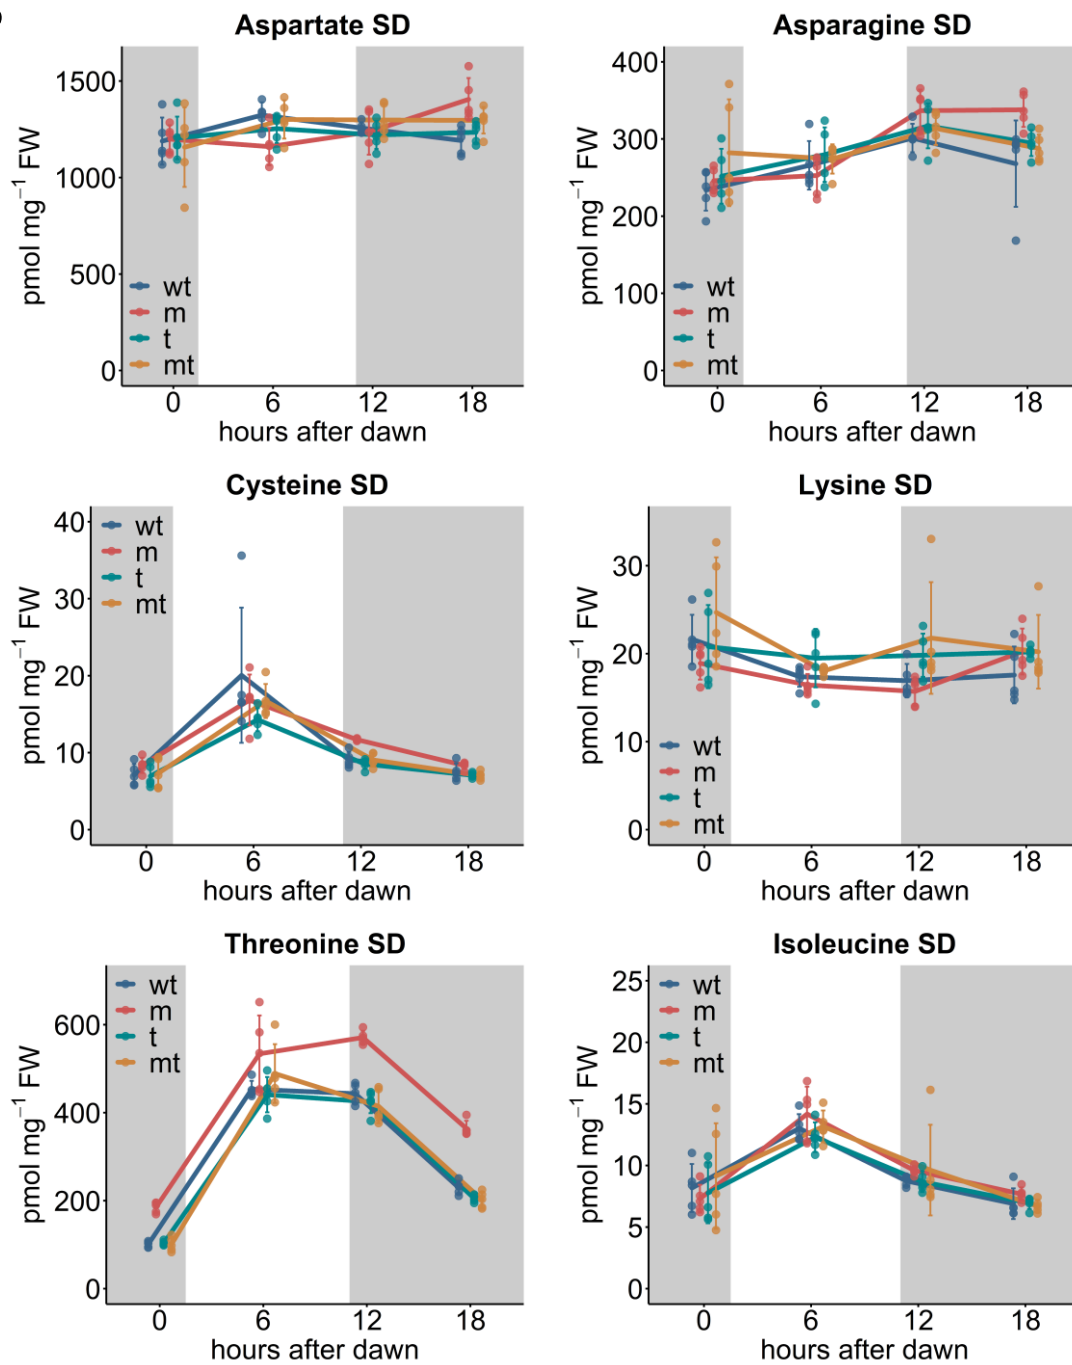 Aspartate SD
pmol mg⁻¹ FW
1500
1000
500
0
wt
m
t
mt
0 6 12 18
hours after dawn
Asparagine SD
pmol mg⁻¹ FW
400
300
200
100
0
wt
m
t
mt
0 6 12 18
hours after dawn
Cysteine SD
pmol mg⁻¹ FW
40
30
20
10
0
wt
m
t
mt
0 6 12 18
hours after dawn
Lysine SD
pmol mg⁻¹ FW
30
20
10
0
wt
m
t
mt
0 6 12 18
hours after dawn
Threonine SD
pmol mg⁻¹ FW
600
400
200
0
wt
m
t
mt
0 6 12 18
hours after dawn
Isoleucine SD
pmol mg⁻¹ FW
25
20
15
10
5
0
wt
m
t
mt
0 6 12 18
hours after dawn